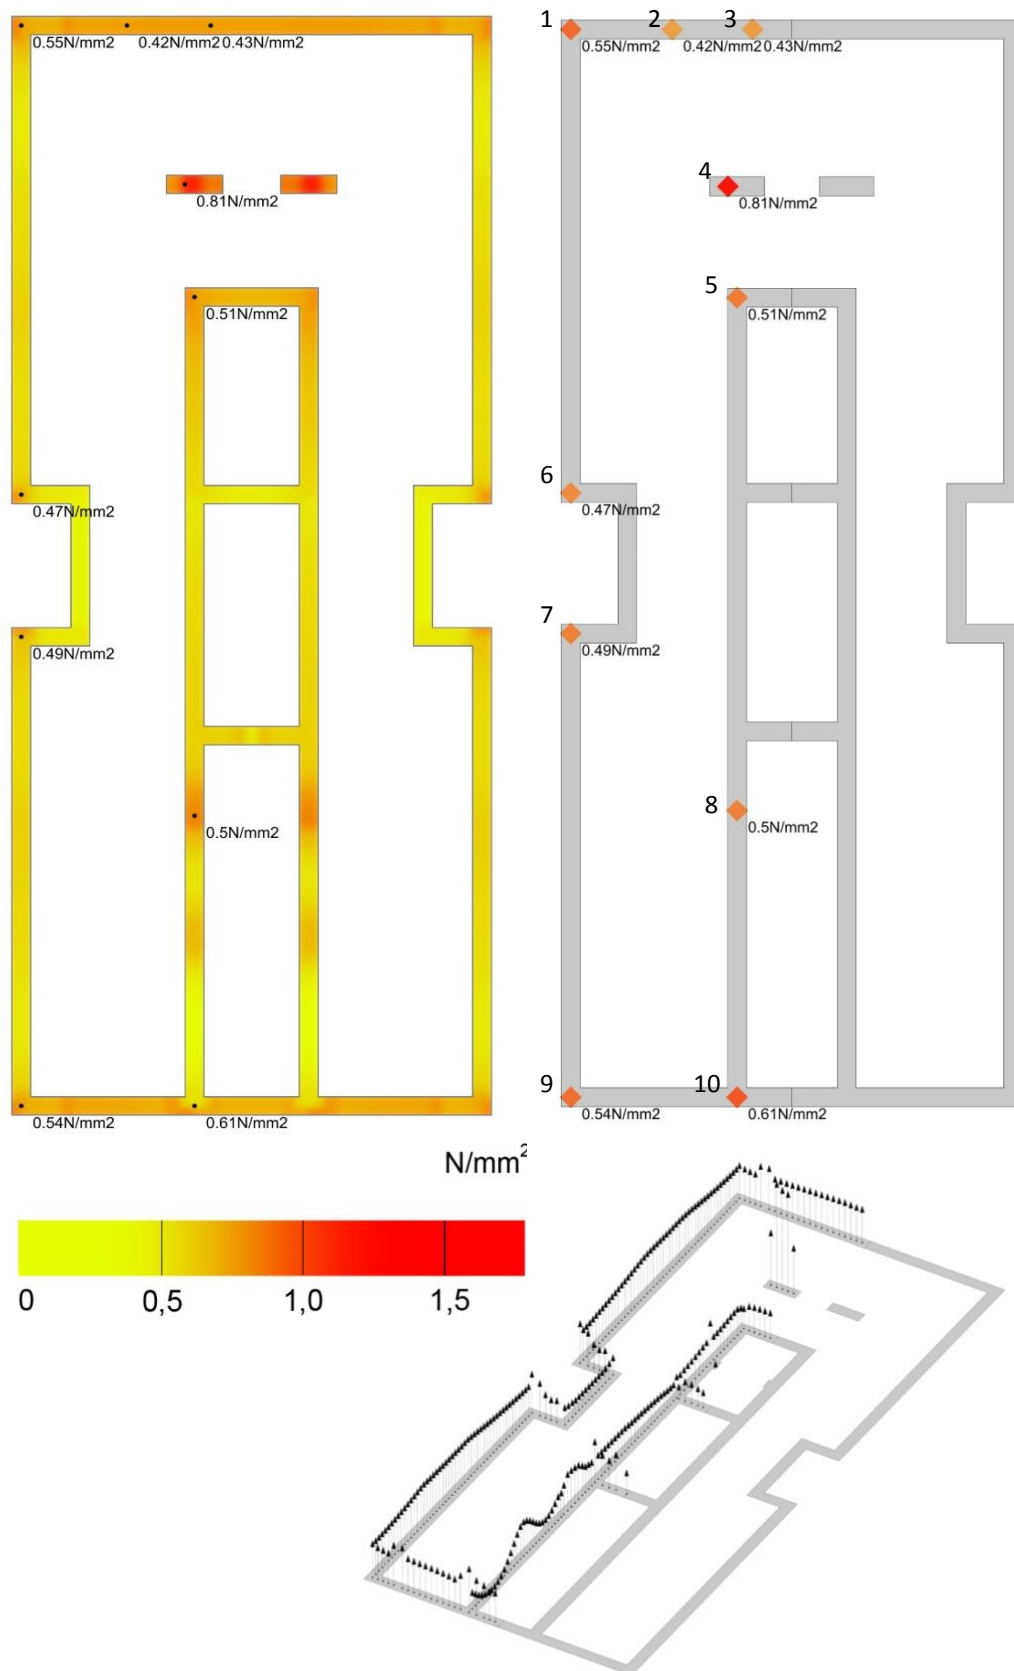 1 2 3
0.55N/mm2 0.42N/mm2 0.43N/mm2 0.55N/mm2 0.42N/mm2 0.43N/mm2
4
0.81N/mm2 0.81N/mm2
5
0.51N/mm2 0.51N/mm2
6
0.47N/mm2 0.47N/mm2
7
0.49N/mm2 0.49N/mm2
8
0.5N/mm2 0.5N/mm2
9 10
0.54N/mm2 0.61N/mm2 0.54N/mm2 0.61N/mm2
N/mm²
0 0,5 1,0 1,5